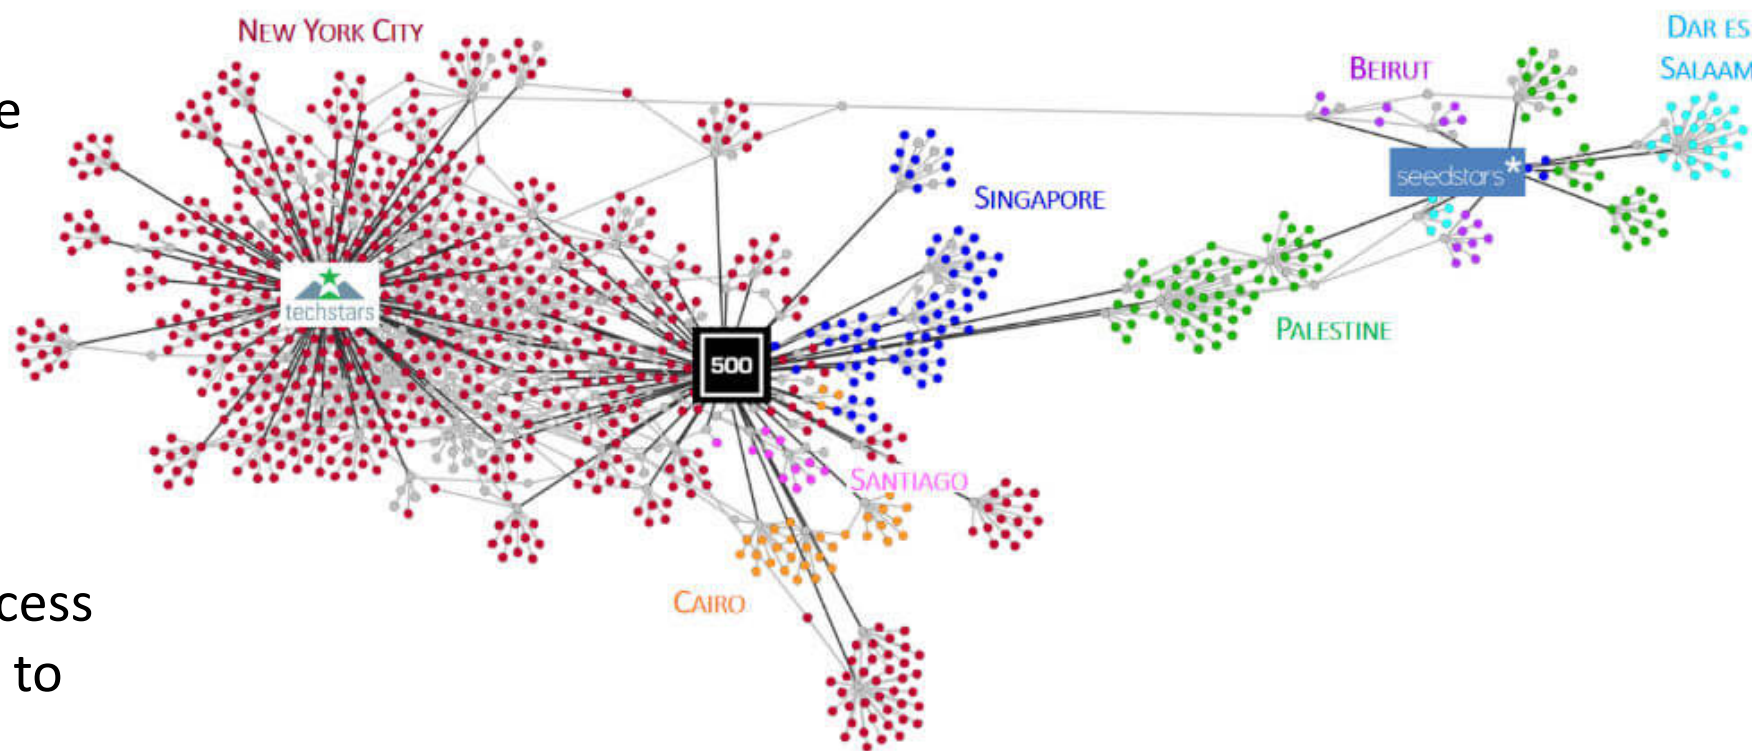 NEW YORK CITY
DAR ES
SALAAM
BEIRUT
e
seedstars*
SINGAPORE
techstars
PALESTINE
500
SANTIAGO
CAIRO
cess
to